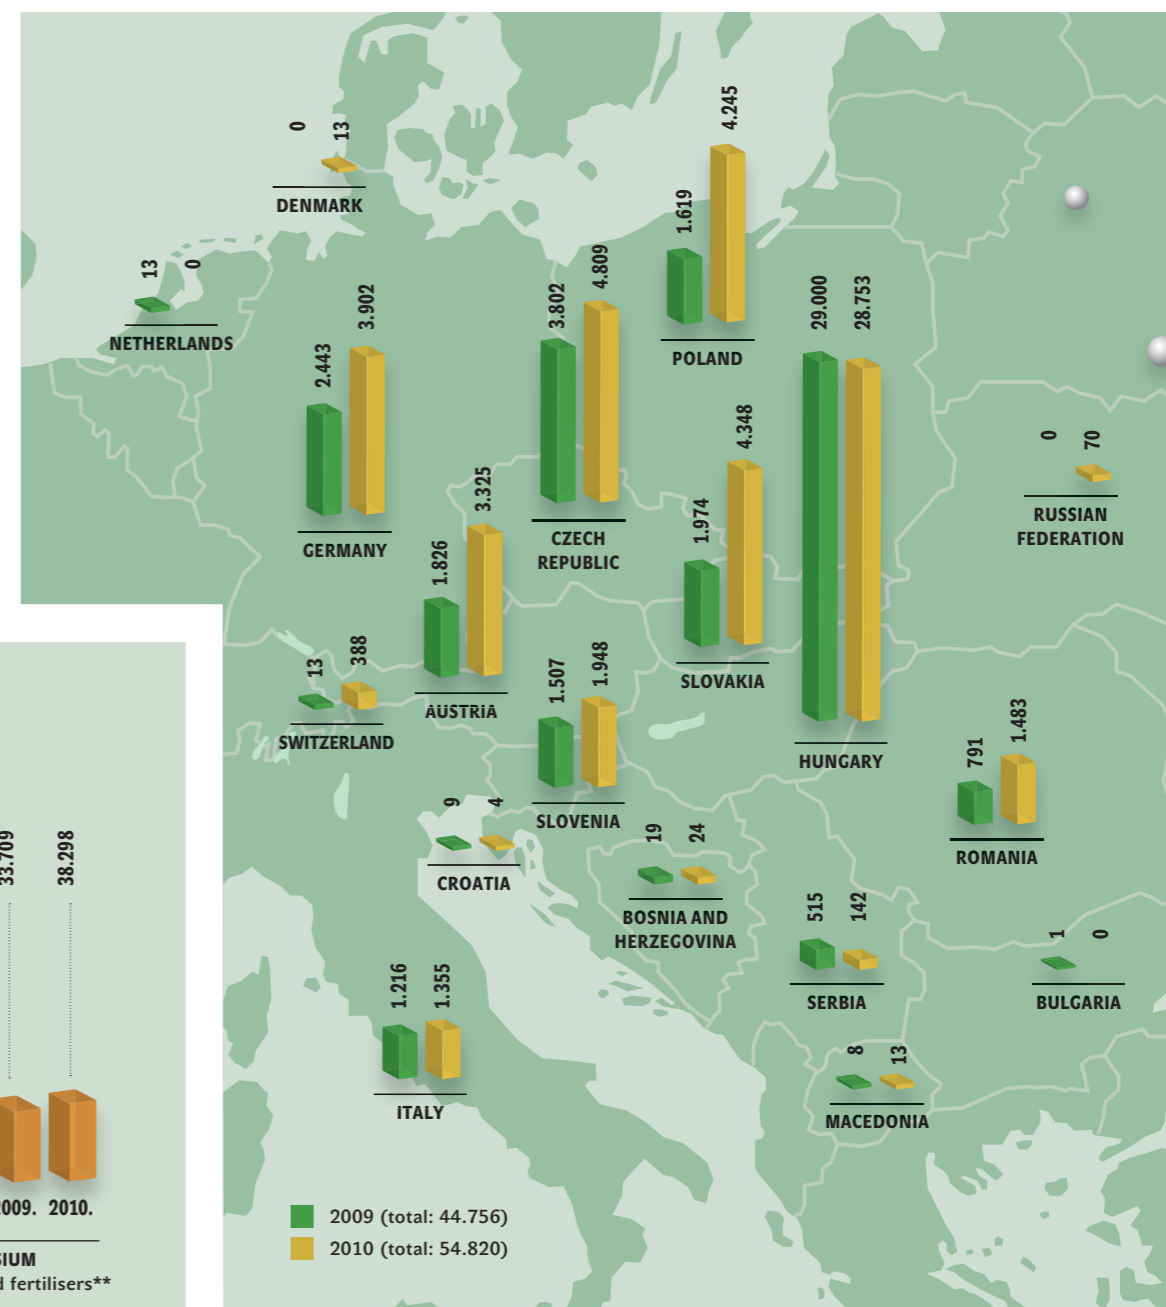 4.245
0
13
1.619
DENMARK
13
0
4.809
3.802
29.000
28.753
3.902
NETHERLANDS
2.443
POLAND
4.348
0
70
3.325
1.974
RUSSIAN
FEDERATION
GERMANY
CZECH
REPUBLIC
1.826
13
388
1.507
1.948
SLOVAKIA
AUSTRIA
SWITZERLAND
HUNGARY
791
1.483
9
4
SLOVENIA
19
24
ROMANIA
33.709
38.298
CROATIA
515
142
BOSNIA AND
HERZEGOVINA
1
0
1.216
1.355
SERBIA
BULGARIA
8
13
ITALY
MACEDONIA
2009 (total: 44.756)
2010 (total: 54.820)
2009. 2010.
SIUM
d fertilisers**